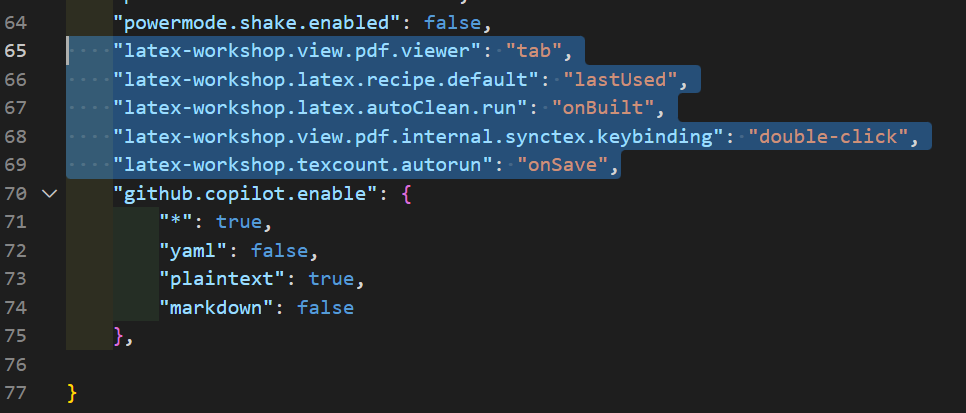 64 "powermode.shake.enabled": false,
65 "latex-workshop.view.pdf.viewer": "tab",
66 "latex-workshop.latex.recipe.default": "lastUsed",
67 "latex-workshop.latex.autoClean.run": "onBuilt",
68 "latex-workshop.view.pdf.internal.synctex.keybinding": "double-click",
69 "latex-workshop.texcount.autorun": "onSave",
70 "github.copilot.enable": {
71 "*": true,
72 "yaml": false,
73 "plaintext": true,
74 "markdown": false
75 },
76
77 }